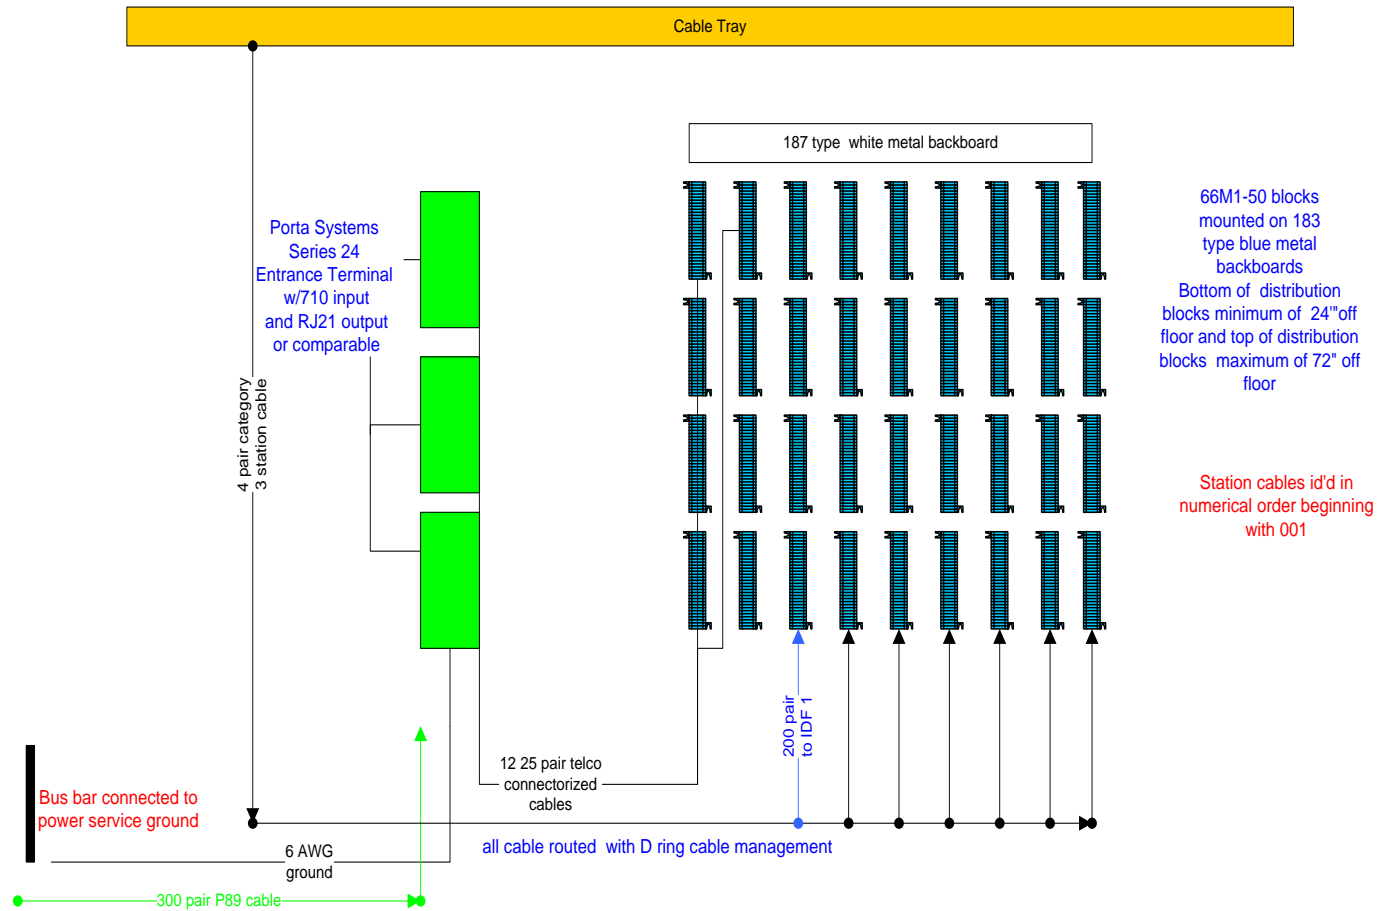 Cable Tray
187 type  white metal backboard
Porta Systems
Series 24
Entrance Terminal
w/710 input
and RJ21 output
or comparable
66M1-50 blocks
mounted on 183
type blue metal
backboards
Bottom of  distribution
blocks minimum of  24'"off
floor and top of distribution
blocks  maximum of 72" off
floor
4 pair category
3 station cable
Station cables id'd in
numerical order beginning
with 001
200 pair
to IDF 1
12 25 pair telco
connectorized
cables
Bus bar connected to
power service ground
all cable routed  with D ring cable management
6 AWG
ground
300 pair P89 cable